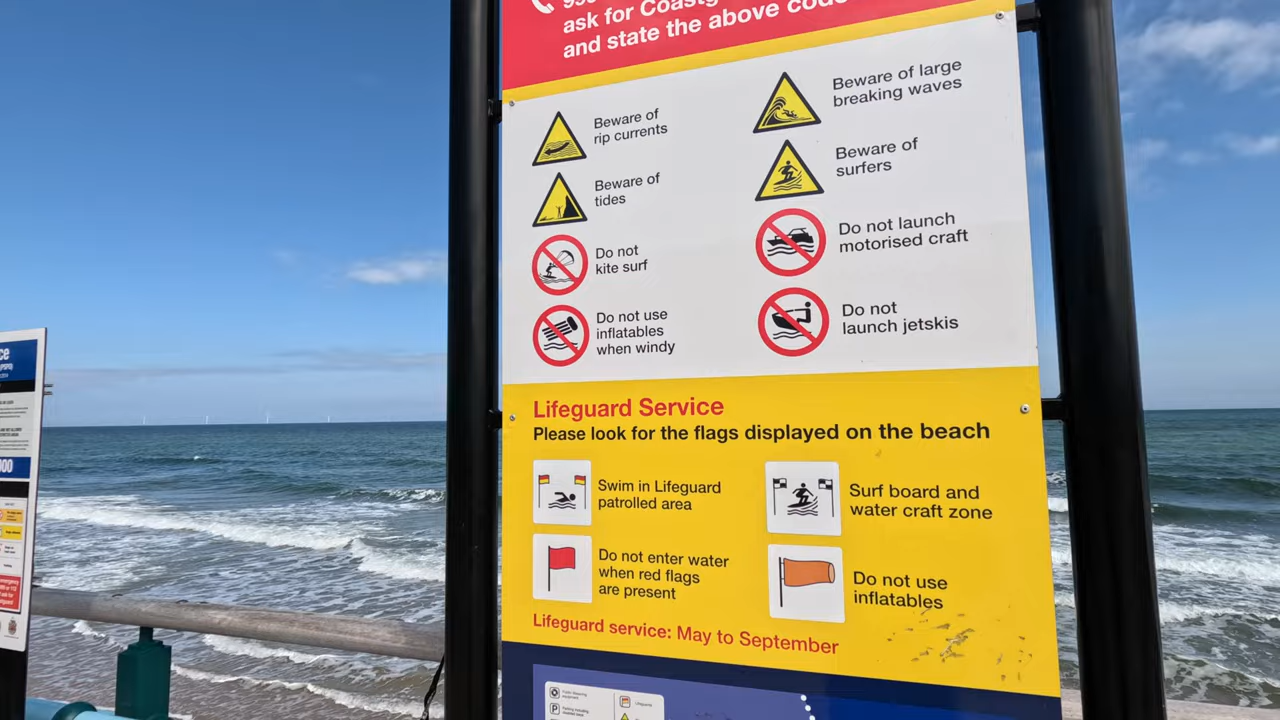 ask for Coastg
and state the above code
Beware of
rip currents
Beware of
tides
Do not
kite surf
Do not use
inflatables
when windy
Beware of large
breaking waves
Beware of
surfers
Do not launch
motorised craft
Do not
launch jetskis
Lifeguard Service
Please look for the flags displayed on the beach
Swim in Lifeguard
patrolled area
Do not enter water
when red flags
are present
Surf board and
water craft zone
Do not use
inflatables
Lifeguard service: May to September